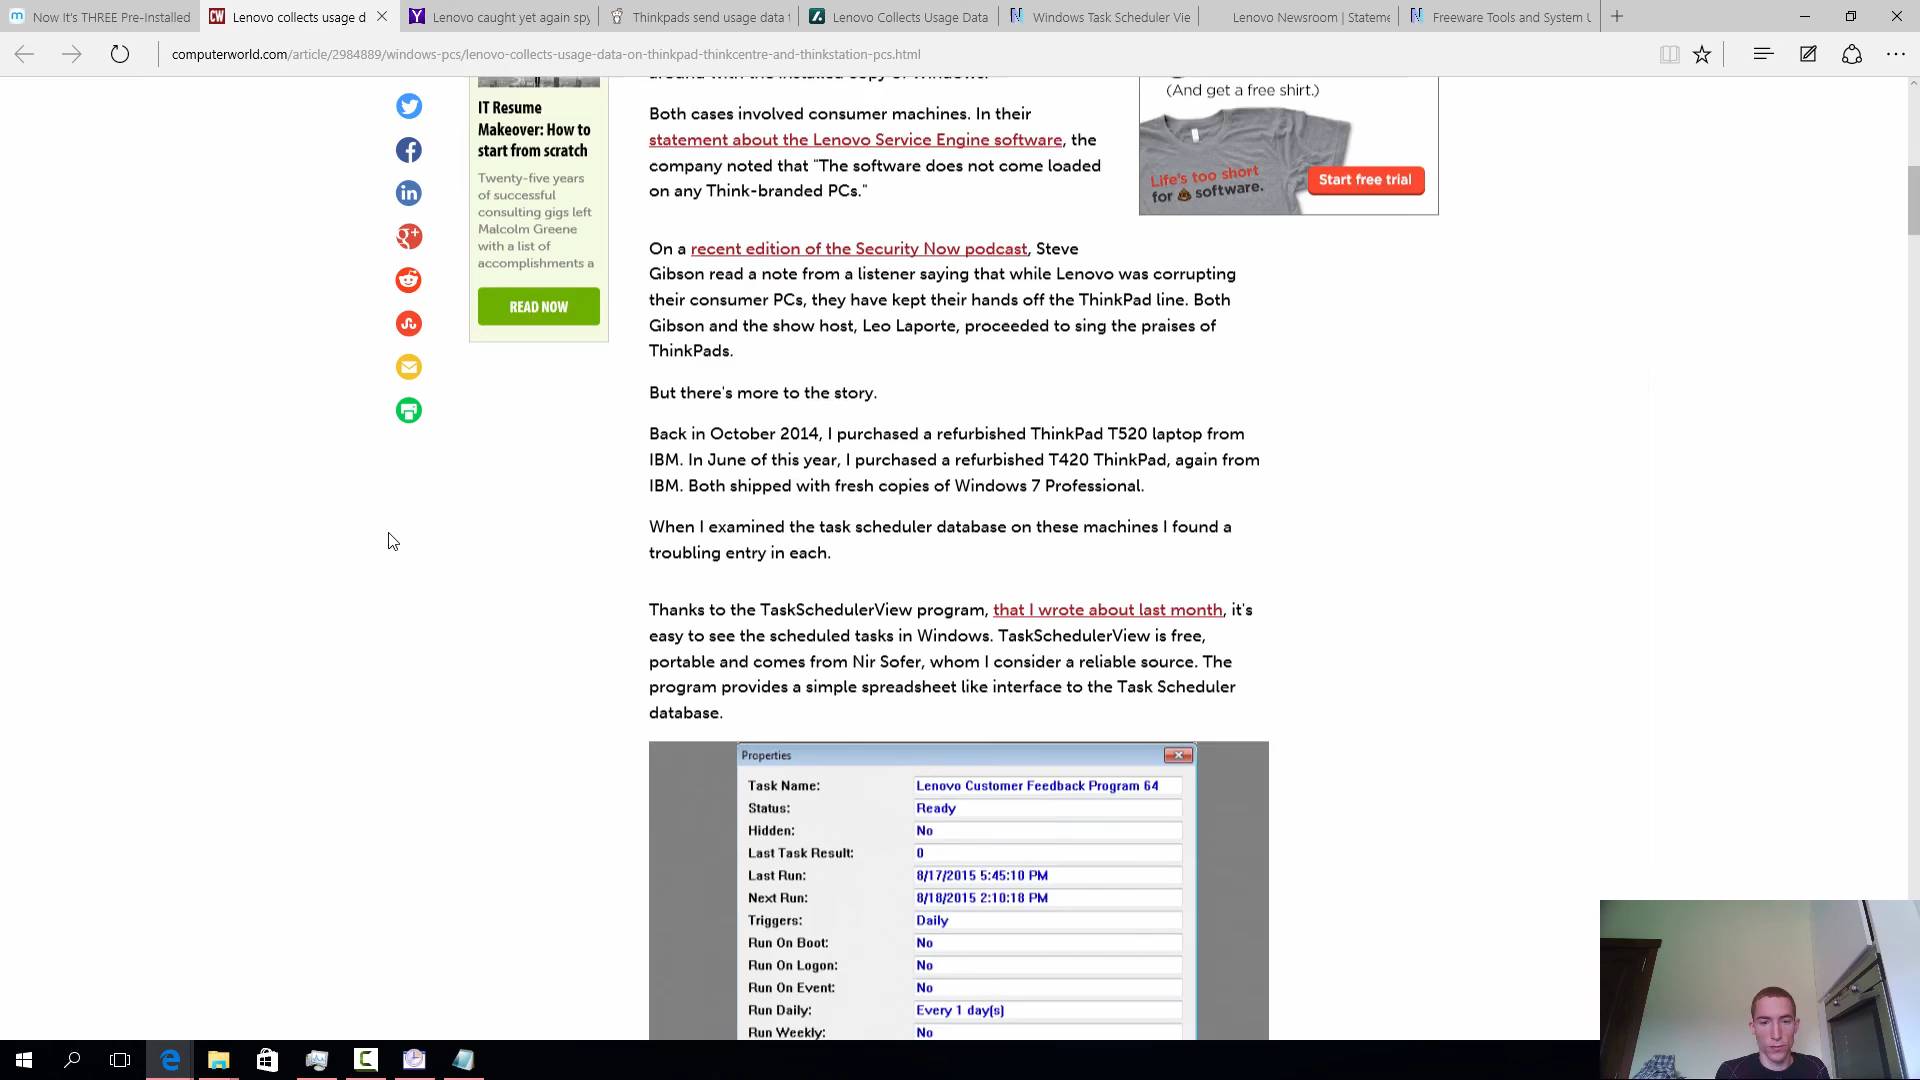 Now It's THREE Pre-Installed
Lenovo collects usage d
Lenovo caught yet again spy
Thinkpads send usage data t
Lenovo Collects Usage Data
Windows Task Scheduler Vie
Lenovo Newsroom | Stateme
Freeware Tools and System U
computerworld.com/article/2984889/windows-pcs/lenovo-collects-usage-data-on-thinkpad-thinkcentre-and-thinkstation-pcs.html
around with the installed copy of Windows.
Both cases involved consumer machines. In their
statement about the Lenovo Service Engine software, the
company noted that "The software does not come loaded
on any Think-branded PCs."
On a recent edition of the Security Now podcast, Steve
Gibson read a note from a listener saying that while Lenovo was corrupting
their consumer PCs, they have kept their hands off the ThinkPad line. Both
Gibson and the show host, Leo Laporte, proceeded to sing the praises of
ThinkPads.
But there's more to the story.
Back in October 2014, I purchased a refurbished ThinkPad T520 laptop from
IBM. In June of this year, I purchased a refurbished T420 ThinkPad, again from
IBM. Both shipped with fresh copies of Windows 7 Professional.
When I examined the task scheduler database on these machines I found a
troubling entry in each.
Thanks to the TaskSchedulerView program, that I wrote about last month, it's
easy to see the scheduled tasks in Windows. TaskSchedulerView is free,
portable and comes from Nir Sofer, whom I consider a reliable source. The
program provides a simple spreadsheet like interface to the Task Scheduler
database.
Properties
Task Name: Lenovo Customer Feedback Program 64
Status: Ready
Hidden: No
Last Task Result: 0
Last Run: 8/17/2015 5:45:10 PM
Next Run: 8/18/2015 2:10:18 PM
Triggers: Daily
Run On Boot: No
Run On Logon: No
Run On Event: No
Run Daily: Every 1 day(s)
Run Weekly: No
IT Resume
Makeover: How to
start from scratch
Twenty-five years
of successful
consulting gigs left
Malcolm Greene
with a list of
accomplishments a
READ NOW
(And get a free shirt.)
Life's too short
for 💩 software.
Start free trial